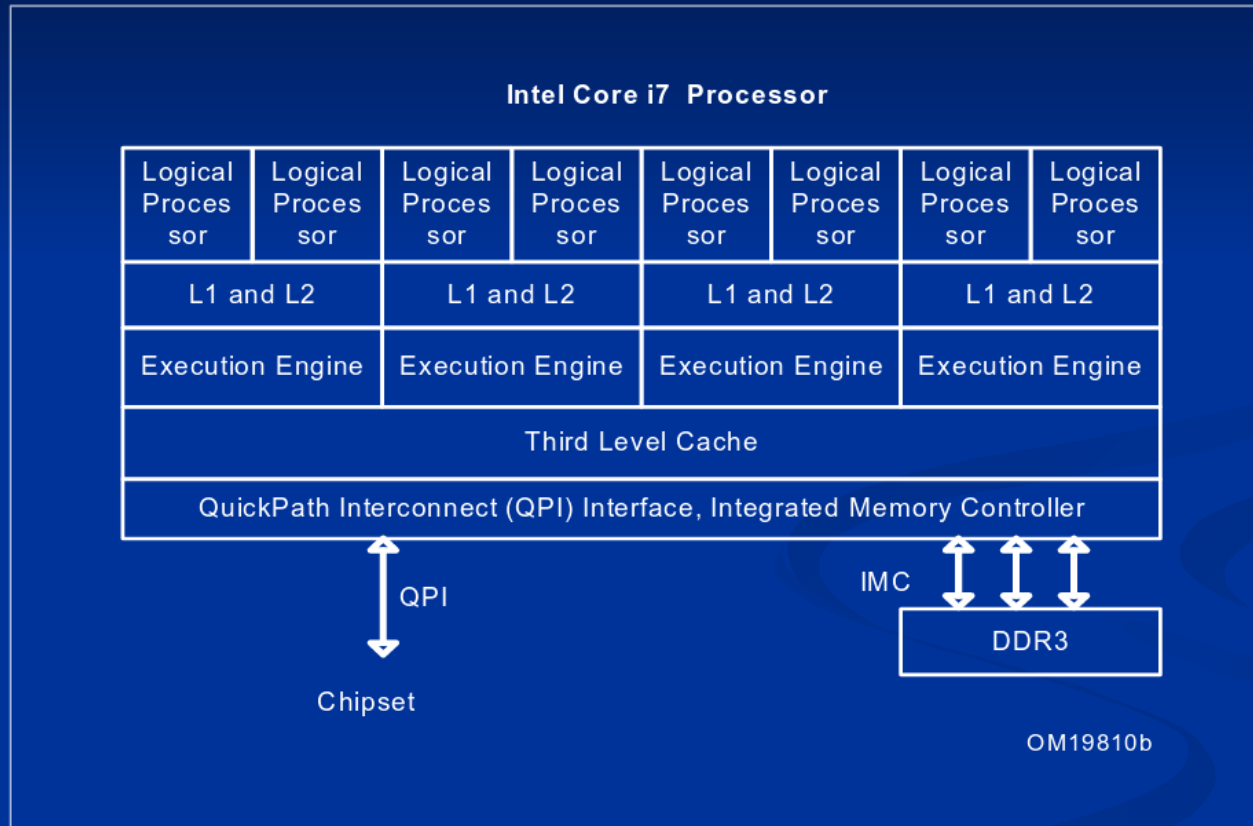 Intel Core i7 Processor
Logical Logical Logical Logical Logical Logical Logical Logical
Proces Proces Proces Proces Proces Proces Proces Proces
sor sor sor sor sor sor sor sor
L1 and L2 L1 and L2 L1 and L2 L1 and L2
Execution Engine Execution Engine Execution Engine Execution Engine
Third Level Cache
QuickPath Interconnect (QPI) Interface, Integrated Memory Controller
QPI IMC
DDR3
Chipset
OM19810b